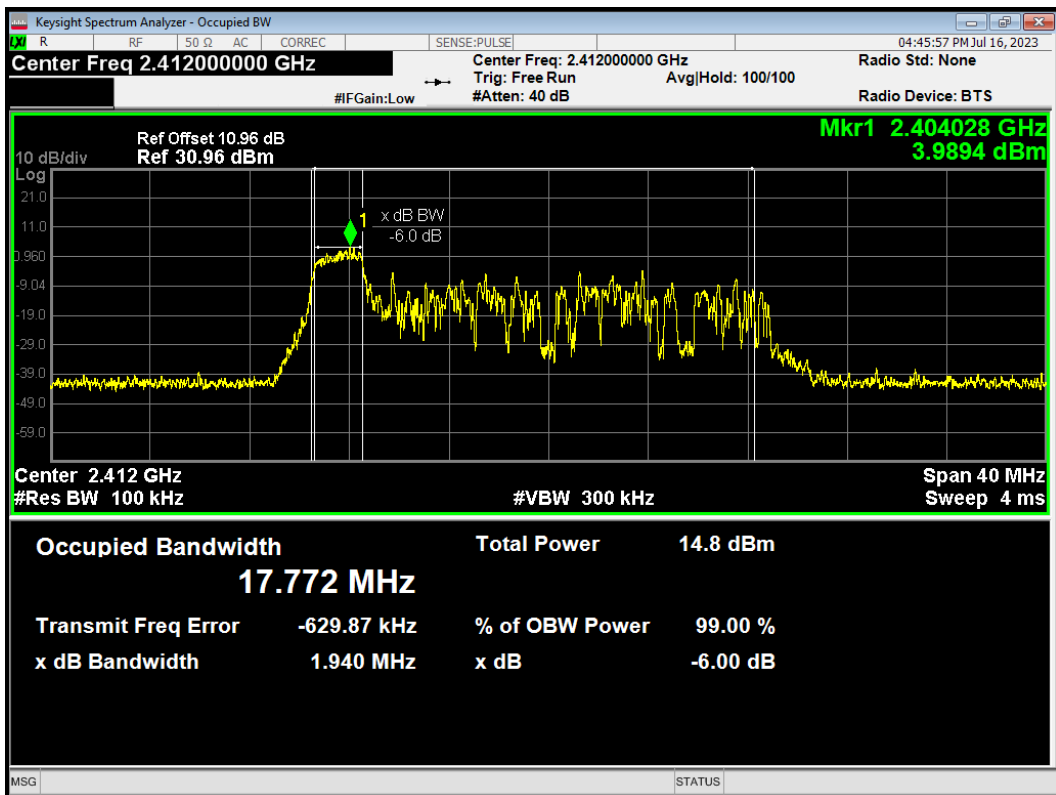 Keysight Spectrum Analyzer - Occupied BW
LXI R RF 50 Ω AC CORREC SENSE:PULSE 04:45:57 PM Jul 16, 2023
Center Freq 2.412000000 GHz Center Freq: 2.412000000 GHz Radio Std: None
Trig: Free Run Avg|Hold: 100/100
#IFGain:Low #Atten: 40 dB Radio Device: BTS
Mkr1 2.404028 GHz
3.9894 dBm
Ref Offset 10.96 dB
10 dB/div Ref 30.96 dBm
Log
21.0
11.0
0.960
-9.04
-19.0
-29.0
-39.0
-49.0
-59.0
1
x dB BW
-6.0 dB
Center 2.412 GHz Span 40 MHz
#Res BW 100 kHz #VBW 300 kHz Sweep 4 ms
Occupied Bandwidth Total Power 14.8 dBm
17.772 MHz
Transmit Freq Error -629.87 kHz % of OBW Power 99.00 %
x dB Bandwidth 1.940 MHz x dB -6.00 dB
MSG STATUS